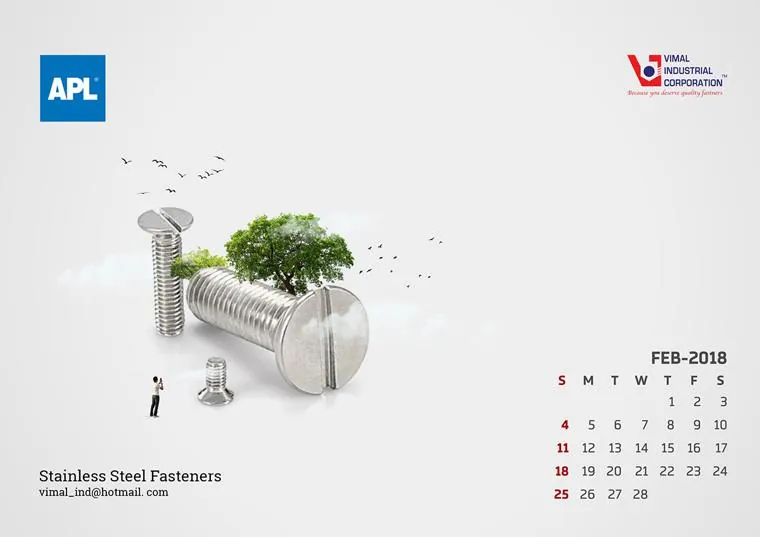 APL®
VIMAL
INDUSTRIAL
CORPORATION™
Because you deserve quality fastners
FEB-2018
S M T W T F S
1 2 3
4 5 6 7 8 9 10
11 12 13 14 15 16 17
18 19 20 21 22 23 24
25 26 27 28
Stainless Steel Fasteners
vimal_ind@hotmail. com